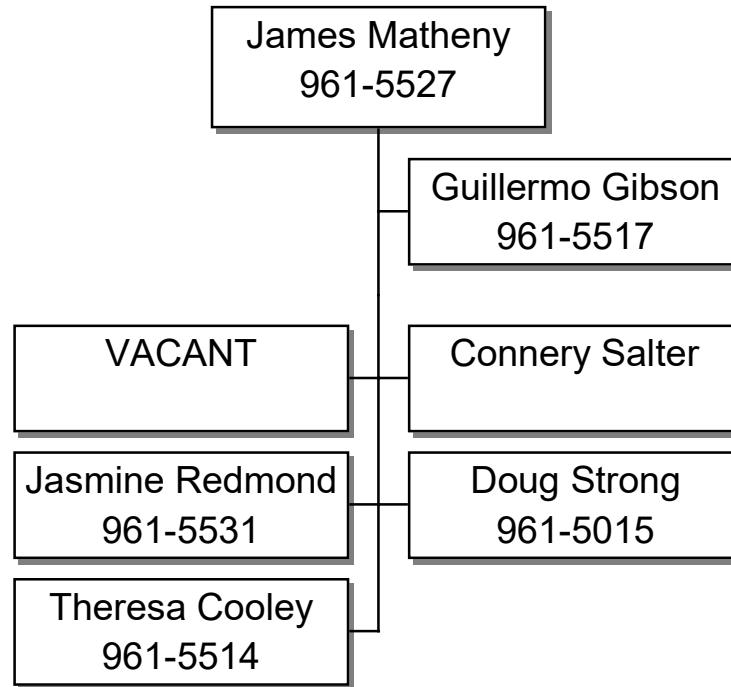 James Matheny
961-5527
Guillermo Gibson
961-5517
VACANT
Connery Salter
Jasmine Redmond
961-5531
Doug Strong
961-5015
Theresa Cooley
961-5514